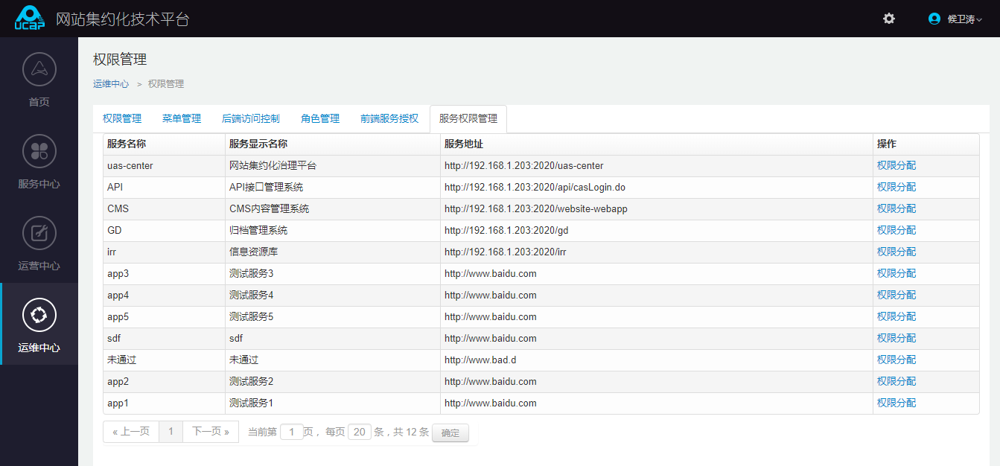 UCAP 网站集约化技术平台 候卫涛
首页
服务中心
运营中心
运维中心
权限管理
运维中心 > 权限管理
权限管理 菜单管理 后端访问控制 角色管理 前端服务授权 服务权限管理
服务名称 服务显示名称 服务地址 操作
uas-center 网站集约化治理平台 http://192.168.1.203:2020/uas-center 权限分配
API API接口管理系统 http://192.168.1.203:2020/api/casLogin.do 权限分配
CMS CMS内容管理系统 http://192.168.1.203:2020/website-webapp 权限分配
GD 归档管理系统 http://192.168.1.203:2020/gd 权限分配
irr 信息资源库 http://192.168.1.203:2020/irr 权限分配
app3 测试服务3 http://www.baidu.com 权限分配
app4 测试服务4 http://www.baidu.com 权限分配
app5 测试服务5 http://www.baidu.com 权限分配
sdf sdf http://www.baidu.com 权限分配
未通过 未通过 http://www.bad.d 权限分配
app2 测试服务2 http://www.baidu.com 权限分配
app1 测试服务1 http://www.baidu.com 权限分配
« 上一页 1 下一页 » 当前第 1 页， 每页 20 条，共 12 条 确定